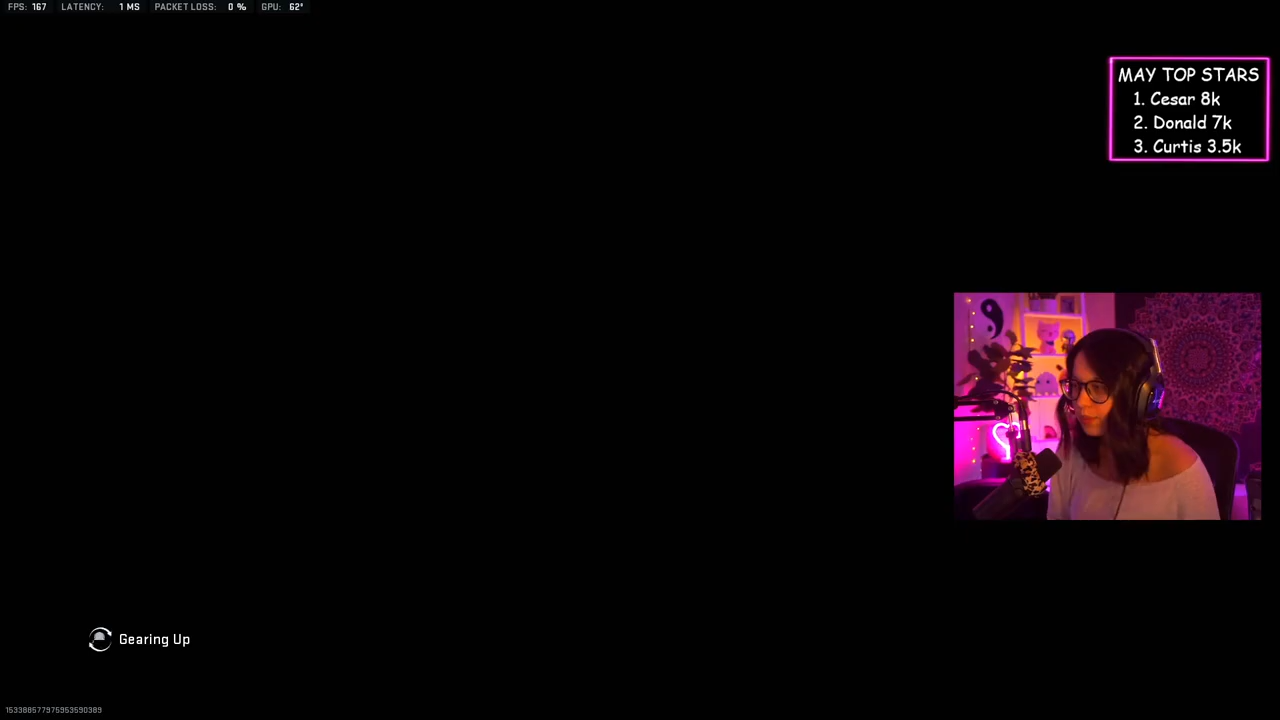 FPS: 167 LATENCY: 1 MS PACKET LOSS: 0 % GPU: 62°
MAY TOP STARS
1. Cesar 8k
2. Donald 7k
3. Curtis 3.5k
Gearing Up
153388577975953590389